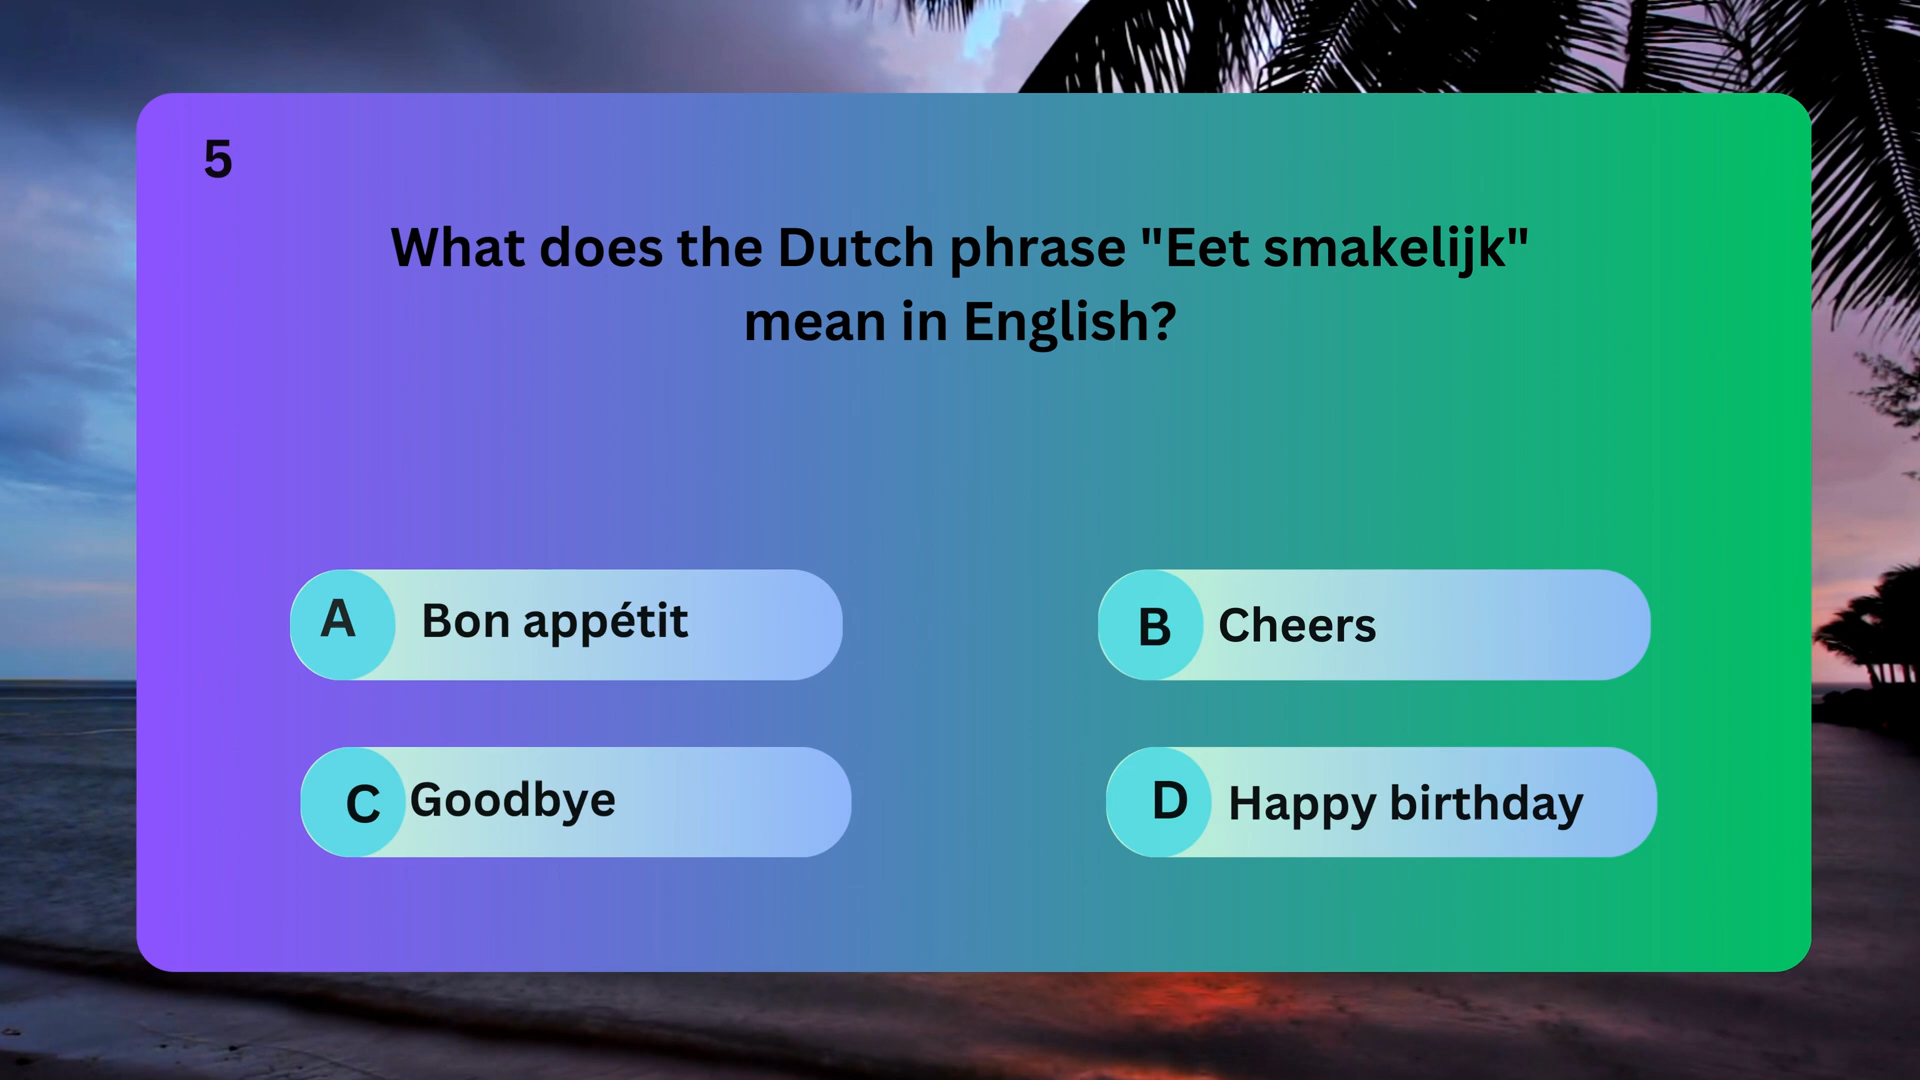 5
What does the Dutch phrase "Eet smakelijk"
mean in English?
A Bon appétit
B Cheers
C Goodbye
D Happy birthday